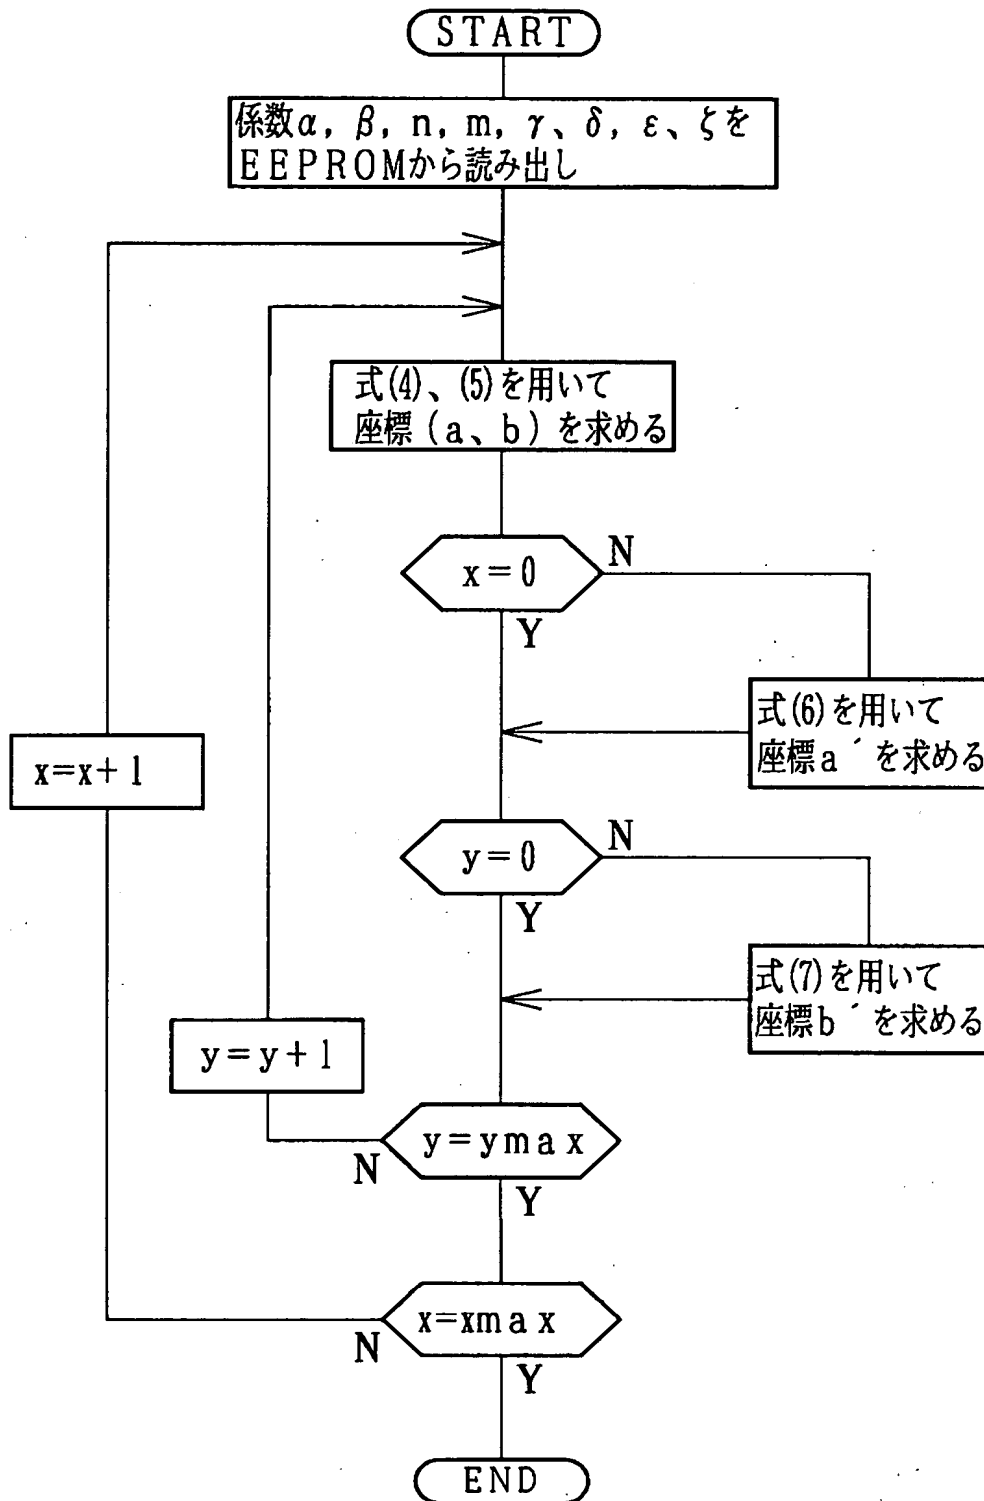 START
係数α, β, n, m, γ、δ, ε、ζを
EEPROMから読み出し
式(4)、(5)を用いて
座標（a、b）を求める
x=0
N
Y
式(6)を用いて
座標a´を求める
x=x+1
y=0
N
Y
式(7)を用いて
座標b´を求める
y=y+1
y=ymax
N
Y
x=xmax
N
Y
END